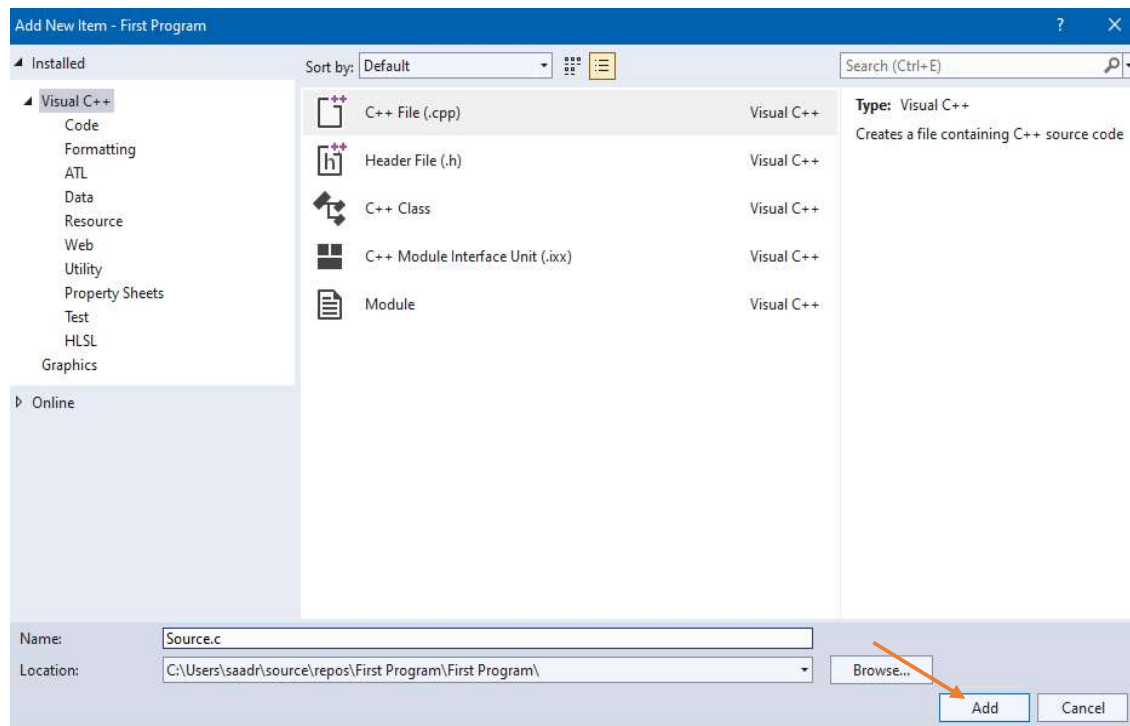 Add New Item - First Program
?
Installed
Sort by: Default
Search (Ctrl+E)
Visual C++
Code
Formatting
ATL
Data
Resource
Web
Utility
Property Sheets
Test
HLSL
Graphics
Online
C++ File (.cpp) Visual C++
Header File (.h) Visual C++
C++ Class Visual C++
C++ Module Interface Unit (.ixx) Visual C++
Module Visual C++
Type: Visual C++
Creates a file containing C++ source code
Name: Source.c
Location: C:\Users\saadr\source\repos\First Program\First Program\
Browse...
Add Cancel